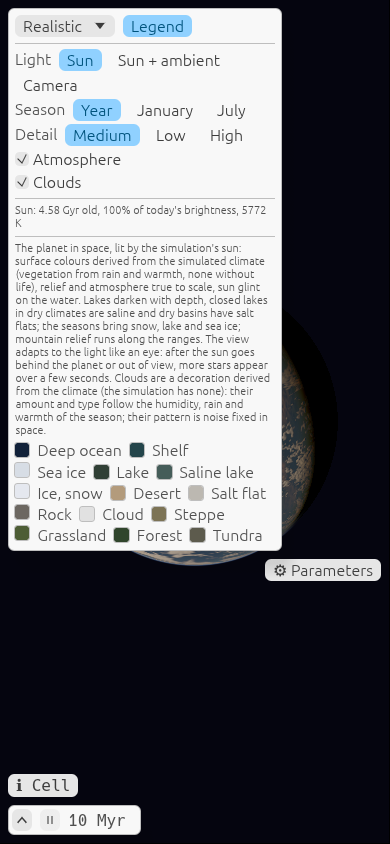 Realistic ▼ Legend
Light Sun Sun + ambient
Camera
Season Year January July
Detail Medium Low High
Atmosphere
Clouds
Sun: 4.58 Gyr old, 100% of today's brightness, 5772
K
The planet in space, lit by the simulation's sun:
surface colours derived from the simulated climate
(vegetation from rain and warmth, none without
life), relief and atmosphere true to scale, sun glint
on the water. Lakes darken with depth, closed lakes
in dry climates are saline and dry basins have salt
flats; the seasons bring snow, lake and sea ice;
mountain relief runs along the ranges. The view
adapts to the light like an eye: after the sun goes
behind the planet or out of view, more stars appear
over a few seconds. Clouds are a decoration derived
from the climate (the simulation has none): their
amount and type follow the humidity, rain and
warmth of the season; their pattern is noise fixed in
space.
Deep ocean Shelf
Sea ice Lake Saline lake
Ice, snow Desert Salt flat
Rock Cloud Steppe
Grassland Forest Tundra
⚙ Parameters
ℹ Cell
10 Myr